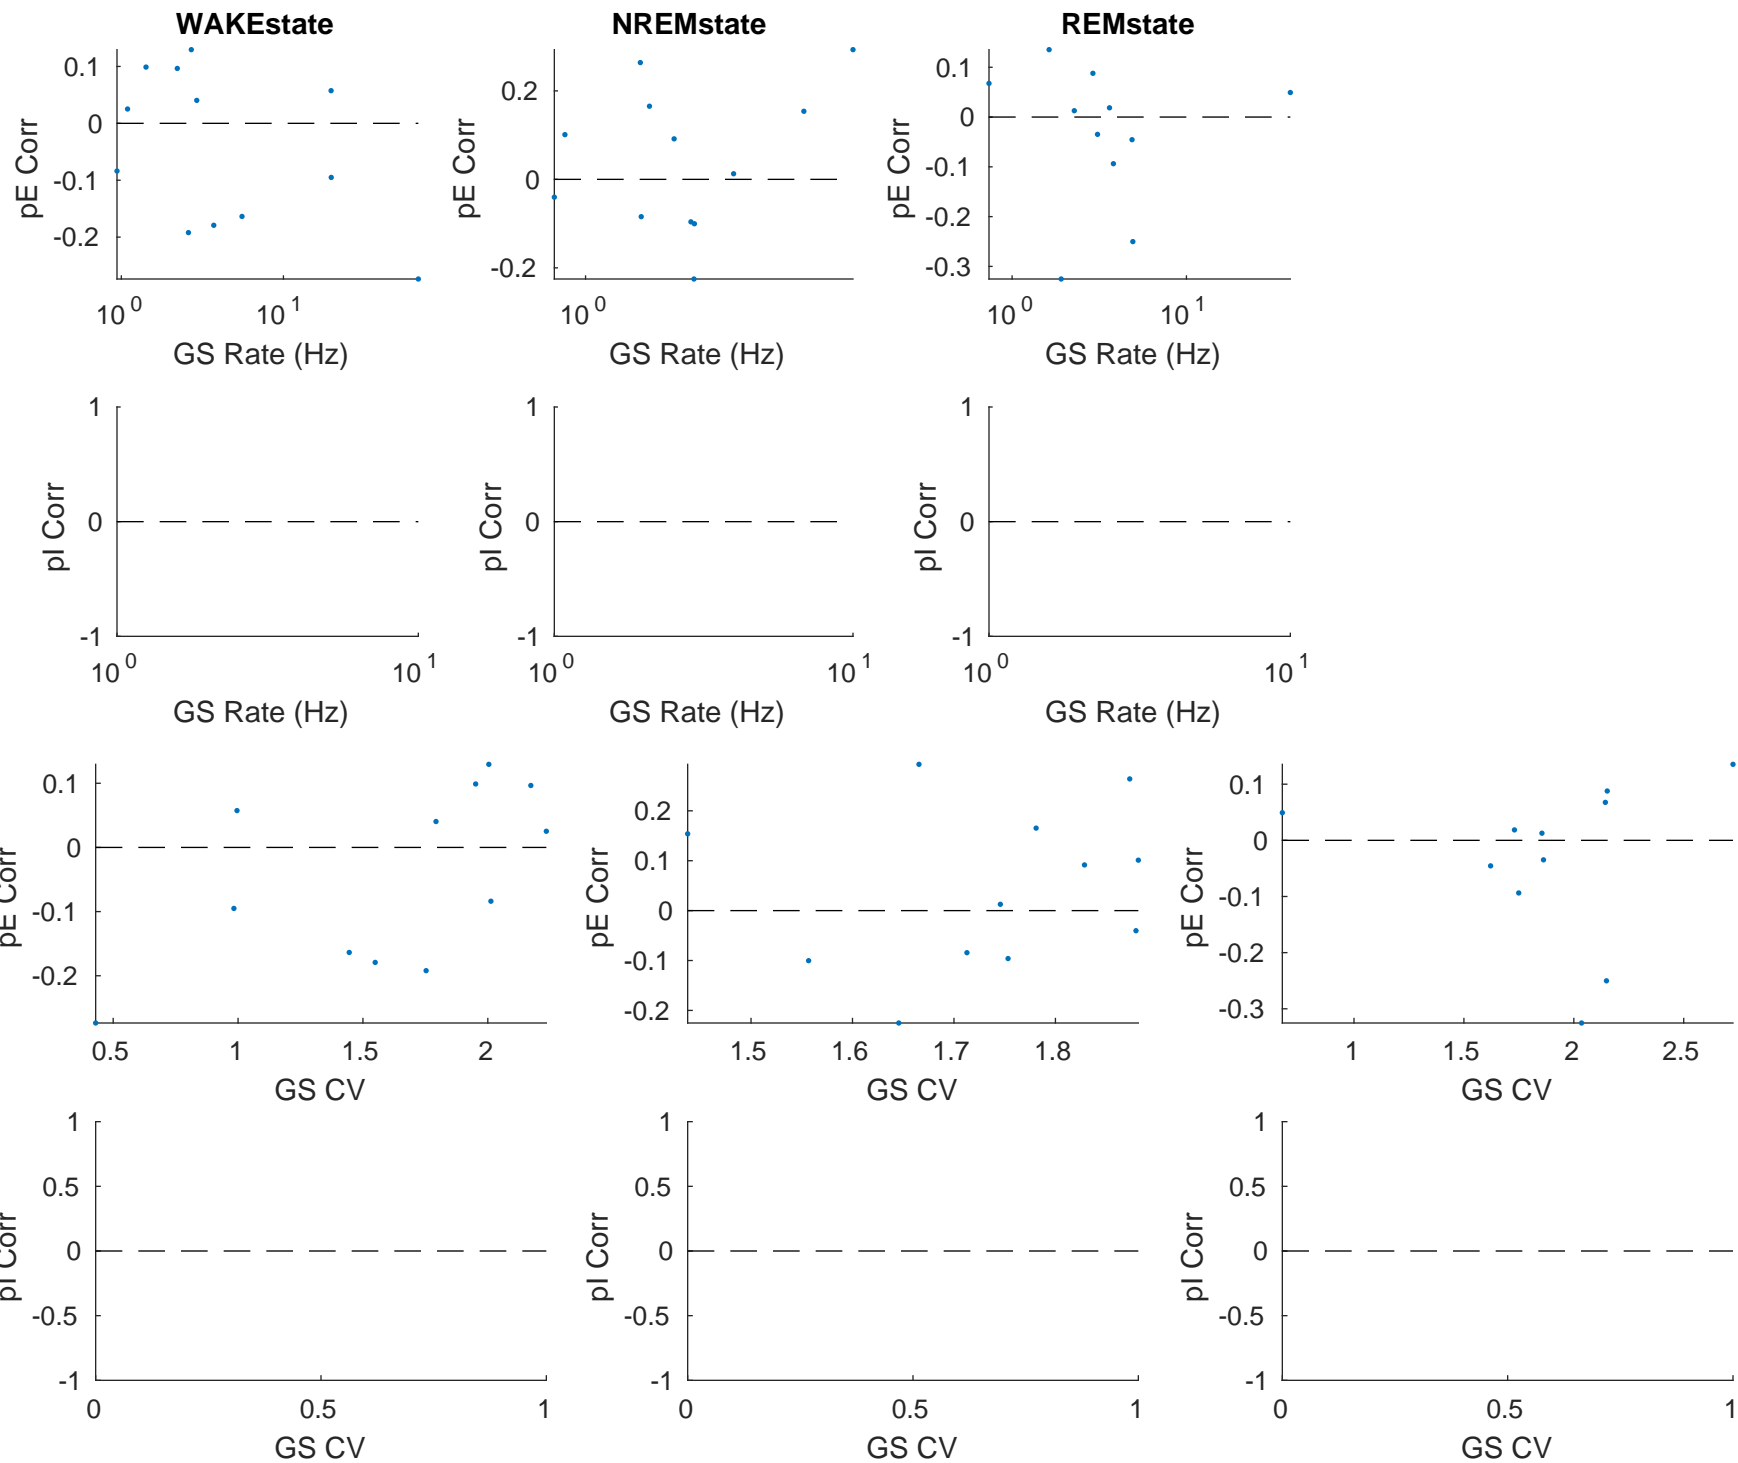 WAKEstate NREMstate REMstate
0.1 0.2 0.1
0 0 0
-0.1 -0.2 -0.1
-0.2 -0.2
-0.3
pE Corr pE Corr pE Corr
10^0 10^1 10^0 10^0 10^1
GS Rate (Hz) GS Rate (Hz) GS Rate (Hz)
1 1 1
0 0 0
-1 -1 -1
pI Corr pI Corr pI Corr
10^0 10^1 10^0 10^1 10^0 10^1
GS Rate (Hz) GS Rate (Hz) GS Rate (Hz)
0.1 0.2 0.1
0 0.1 0
-0.1 0 -0.1
-0.2 -0.1 -0.2
-0.2 -0.3
pE Corr pE Corr pE Corr
0.5 1 1.5 2 1.5 1.6 1.7 1.8 1 1.5 2 2.5
GS CV GS CV GS CV
1 1 1
0.5 0.5 0.5
0 0 0
-0.5 -0.5 -0.5
-1 -1 -1
pI Corr pI Corr pI Corr
0 0.5 1 0 0.5 1 0 0.5 1
GS CV GS CV GS CV